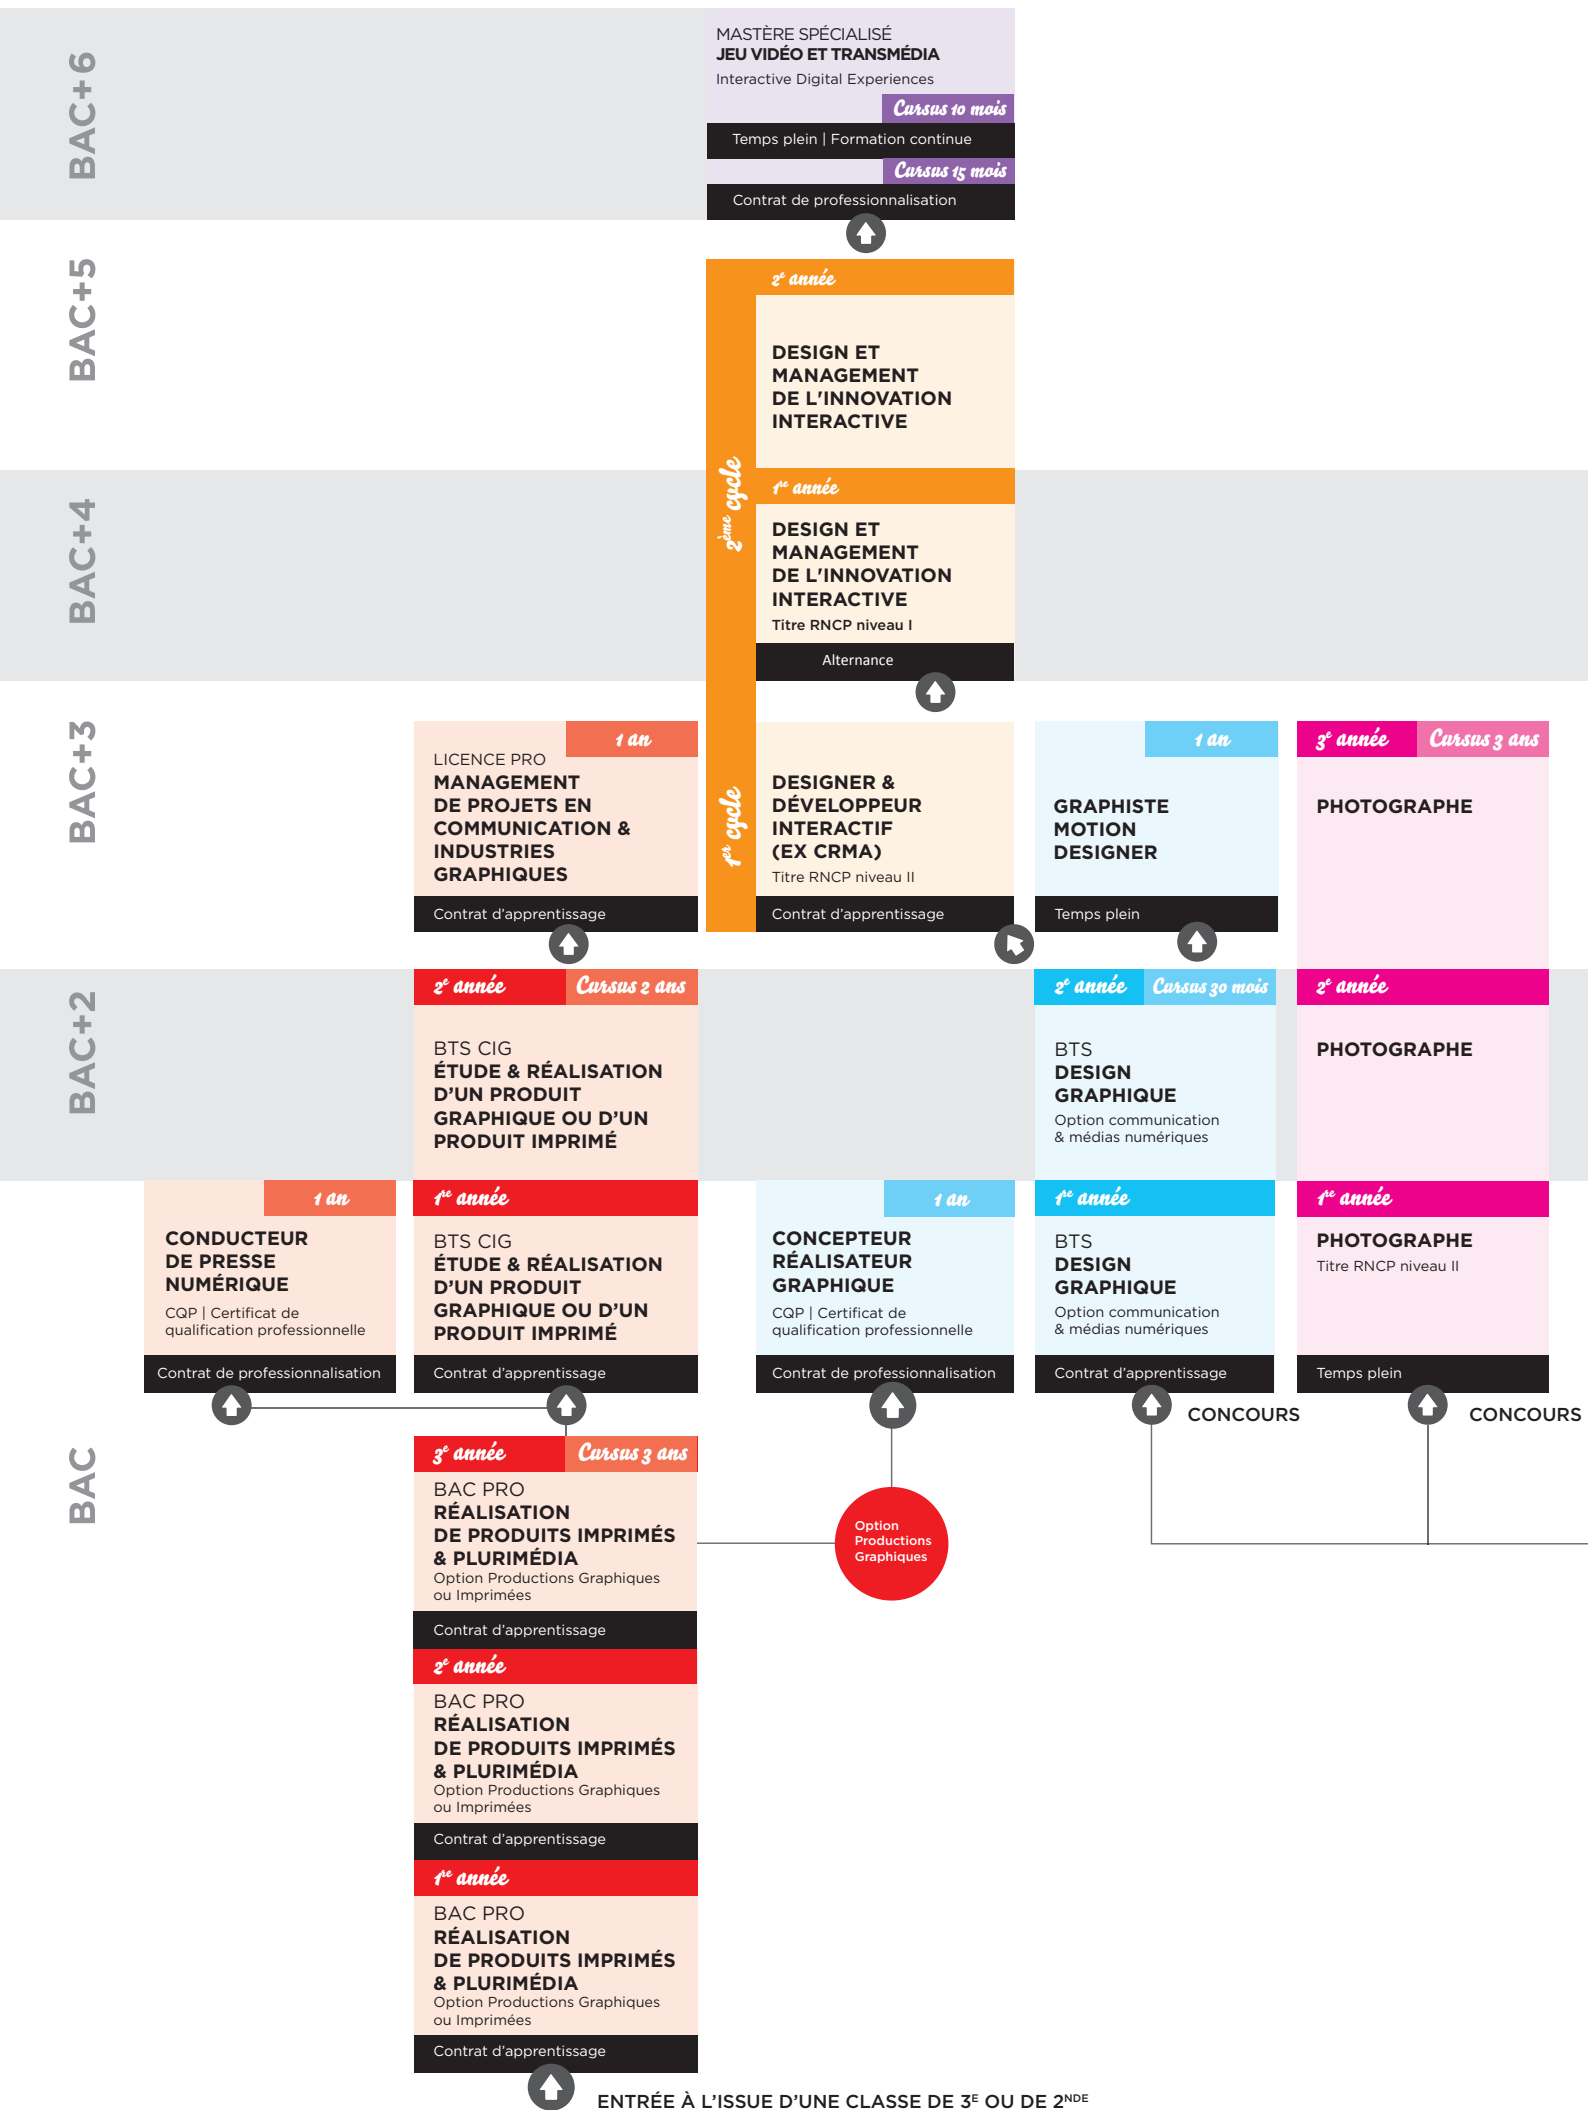 BAC+6
MASTÈRE SPÉCIALISÉ
JEU VIDÉO ET TRANSMÉDIA
Interactive Digital Experiences
Cursus 10 mois
Temps plein | Formation continue
Cursus 15 mois
Contrat de professionnalisation
BAC+5
2e année
DESIGN ET
MANAGEMENT
DE L'INNOVATION
INTERACTIVE
2ème cycle
BAC+4
1re année
DESIGN ET
MANAGEMENT
DE L'INNOVATION
INTERACTIVE
Titre RNCP niveau I
Alternance
BAC+3
1 an
LICENCE PRO
MANAGEMENT
DE PROJETS EN
COMMUNICATION &
INDUSTRIES
GRAPHIQUES
Contrat d’apprentissage
1er cycle
DESIGNER &
DÉVELOPPEUR
INTERACTIF
(EX CRMA)
Titre RNCP niveau II
Contrat d’apprentissage
1 an
GRAPHISTE
MOTION
DESIGNER
Temps plein
3e année
Cursus 3 ans
PHOTOGRAPHE
BAC+2
2e année
Cursus 2 ans
BTS CIG
ÉTUDE & RÉALISATION
D’UN PRODUIT
GRAPHIQUE OU D’UN
PRODUIT IMPRIMÉ
2e année
Cursus 30 mois
BTS
DESIGN
GRAPHIQUE
Option communication
& médias numériques
2e année
PHOTOGRAPHE
1 an
CONDUCTEUR
DE PRESSE
NUMÉRIQUE
CQP | Certificat de
qualification professionnelle
Contrat de professionnalisation
1re année
BTS CIG
ÉTUDE & RÉALISATION
D’UN PRODUIT
GRAPHIQUE OU D’UN
PRODUIT IMPRIMÉ
Contrat d’apprentissage
1 an
CONCEPTEUR
RÉALISATEUR
GRAPHIQUE
CQP | Certificat de
qualification professionnelle
Contrat de professionnalisation
1re année
BTS
DESIGN
GRAPHIQUE
Option communication
& médias numériques
Contrat d’apprentissage
CONCOURS
1re année
PHOTOGRAPHE
Titre RNCP niveau II
Temps plein
CONCOURS
BAC
3e année
Cursus 3 ans
BAC PRO
RÉALISATION
DE PRODUITS IMPRIMÉS
& PLURIMÉDIA
Option Productions Graphiques
ou Imprimées
Contrat d’apprentissage
Option
Productions
Graphiques
2e année
BAC PRO
RÉALISATION
DE PRODUITS IMPRIMÉS
& PLURIMÉDIA
Option Productions Graphiques
ou Imprimées
Contrat d’apprentissage
1re année
BAC PRO
RÉALISATION
DE PRODUITS IMPRIMÉS
& PLURIMÉDIA
Option Productions Graphiques
ou Imprimées
Contrat d’apprentissage
ENTRÉE À L’ISSUE D’UNE CLASSE DE 3E OU DE 2NDE